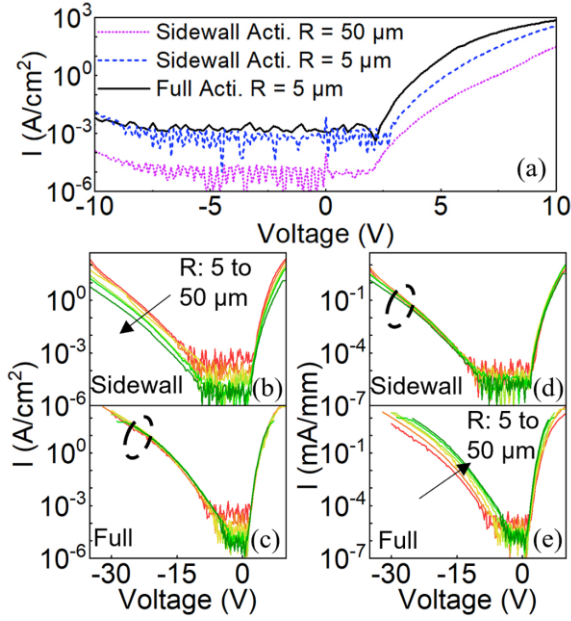 10³
10⁰
10⁻³
10⁻⁶
I (A/cm²)
Sidewall Acti. R = 50 μm
Sidewall Acti. R = 5 μm
Full Acti. R = 5 μm
(a)
-10 -5 0 5 10
Voltage (V)
I (A/cm²)
10⁰
10⁻³
10⁻⁶
R: 5 to
50 μm
Sidewall
(b)
I (A/cm²)
10⁰
10⁻³
10⁻⁶
Full
(c)
-35 -15 0
Voltage (V)
I (mA/mm)
10⁻¹
10⁻⁴
10⁻⁷
Sidewall
(d)
10⁻¹
10⁻⁴
10⁻⁷
R: 5 to
50 μm
Full
(e)
-35 -15 0
Voltage (V)